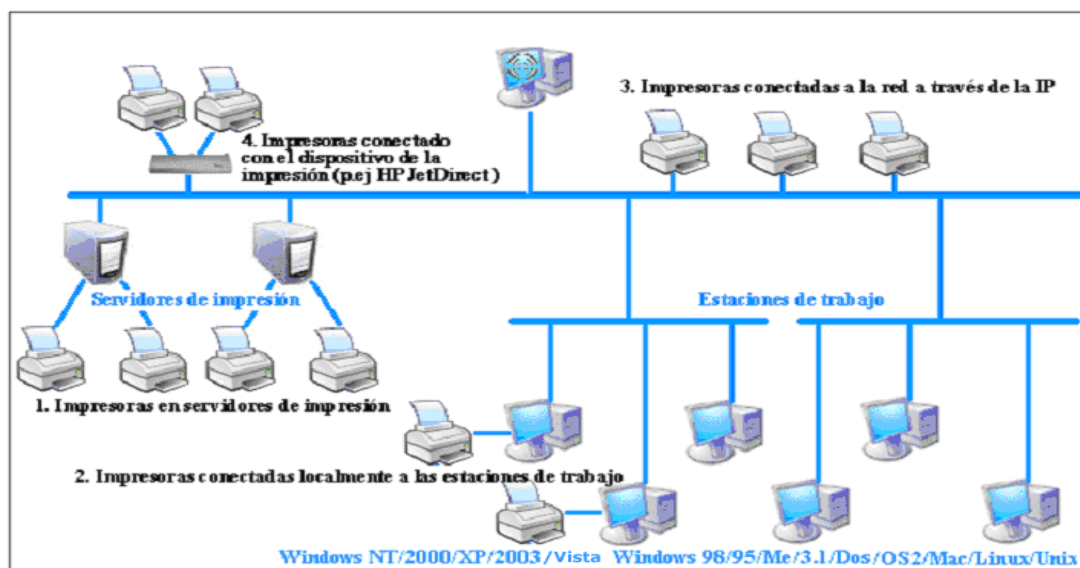 3. Impresoras conectadas a la red a través de la IP
4. Impresoras conectado
con el dispositivo de la
impresión (p.ej HP JetDirect)
Servidores de impresión
Estaciones de trabajo
1. Impresoras en servidores de impresión
2. Impresoras conectadas localmente a las estaciones de trabajo
Windows NT/2000/XP/2003/Vista
Windows 98/95/Me/3.1/Dos/OS2/Mac/Linux/Unix